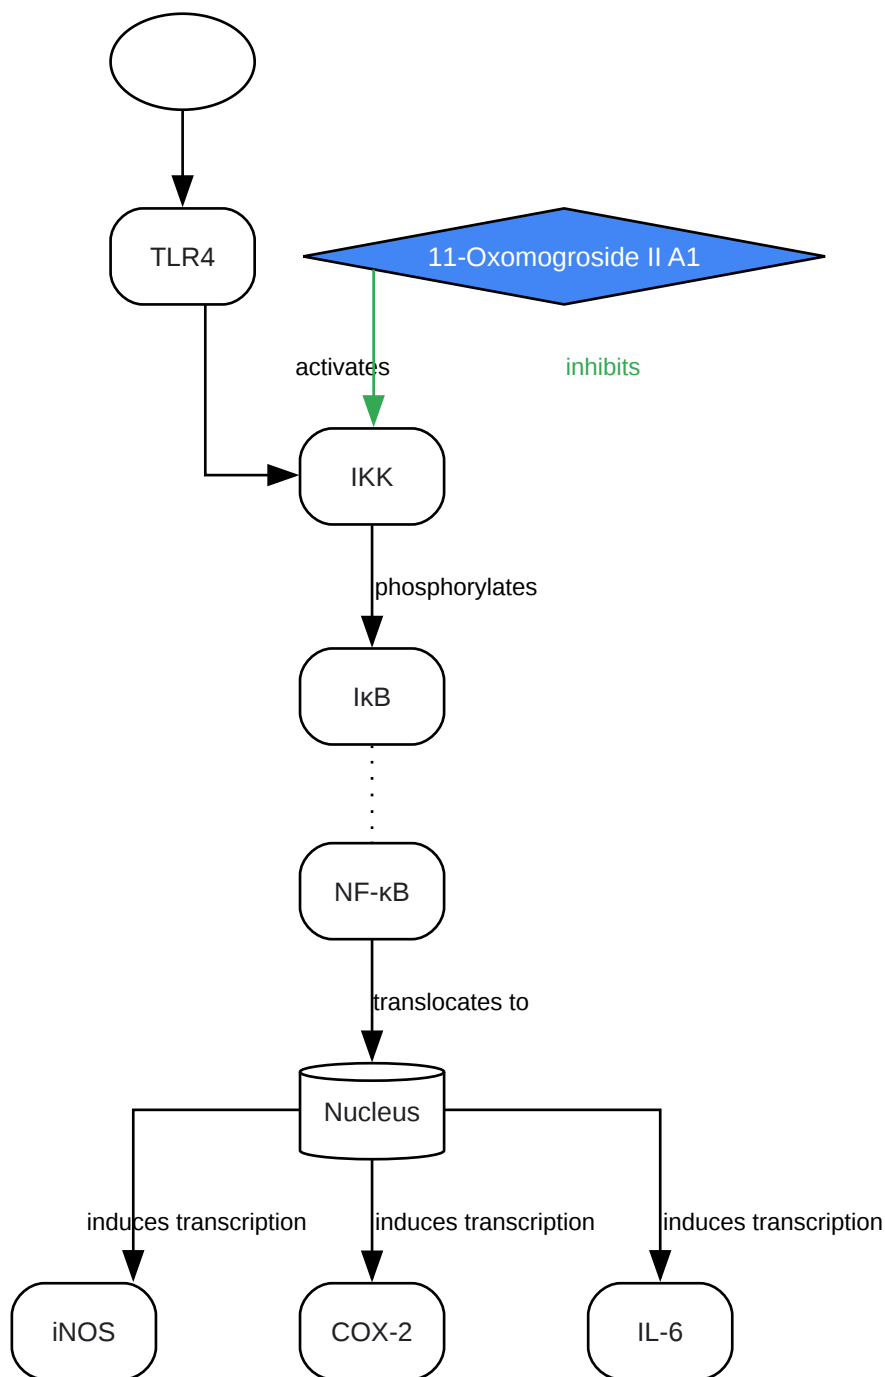 TLR4
11-Oxomogroside II A1
activates
inhibits
IKK
phosphorylates
IκB
NF-κB
translocates to
Nucleus
induces transcription
induces transcription
induces transcription
iNOS
COX-2
IL-6